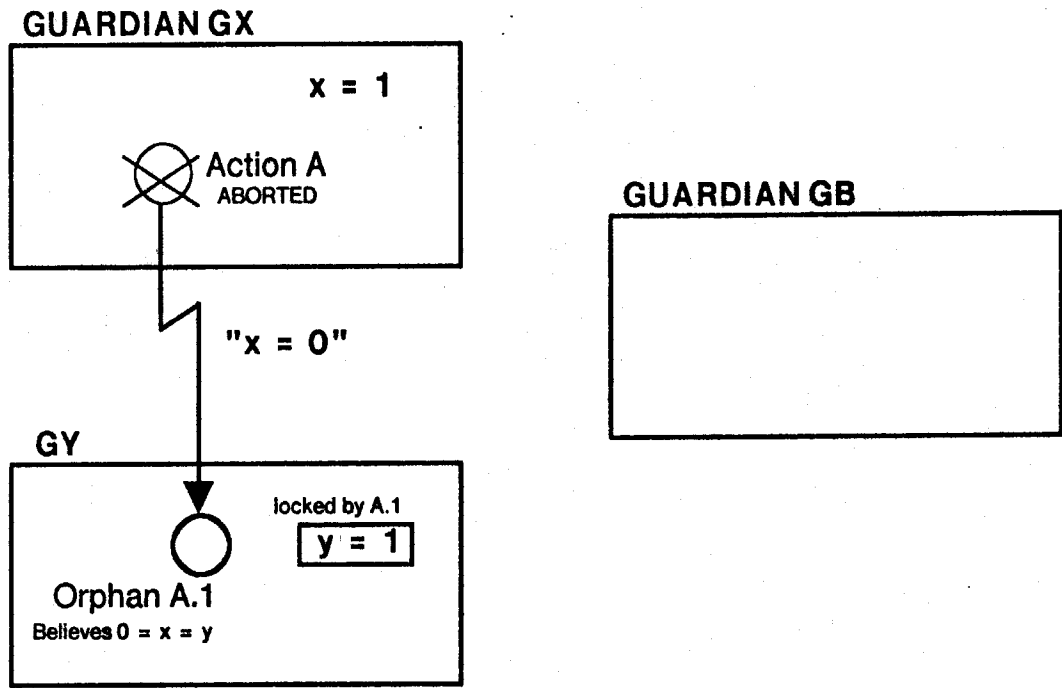 GUARDIAN GX
x = 1
Action A
ABORTED
GUARDIAN GB
"x = 0"
GY
locked by A.1
y = 1
Orphan A.1
Believes 0 = x = y